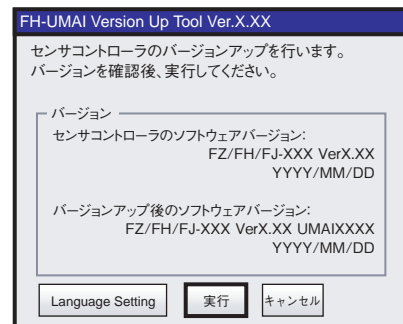 FH-UMAI Version Up Tool Ver.X.XX
センサコントローラのバージョンアップを行います。
バージョンを確認後、実行してください。
バージョン
センサコントローラのソフトウェアバージョン:
FZ/FH/FJ-XXX VerX.XX
YYYY/MM/DD
バージョンアップ後のソフトウェアバージョン:
FZ/FH/FJ-XXX VerX.XX UMAIXXXX
YYYY/MM/DD
Language Setting 実行 キャンセル